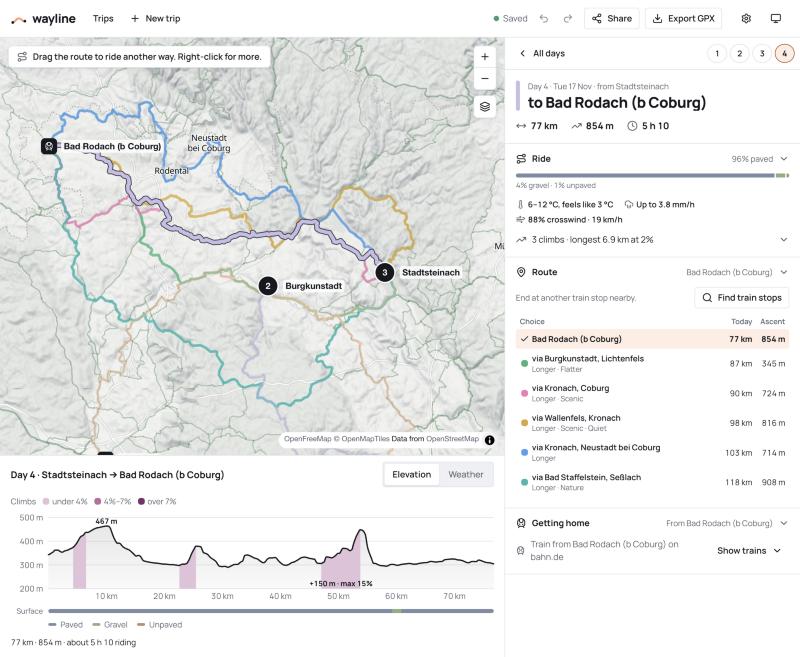 wayline
Trips
New trip
Saved
Share
Export GPX
Drag the route to ride another way. Right-click for more.
Neustadt
bei Coburg
Bad Rodach (b Coburg)
Rodental
3
Stadtsteinach
2
Burgkunstadt
OpenFreeMap © OpenMapTiles Data from OpenStreetMap
Day 4 · Stadtsteinach → Bad Rodach (b Coburg)
Elevation
Weather
Climbs
under 4%
4%–7%
over 7%
500 m
400 m
300 m
200 m
467 m
+150 m · max 15%
10 km
20 km
30 km
40 km
50 km
60 km
70 km
Surface
Paved
Gravel
Unpaved
77 km · 854 m · about 5 h 10 riding
All days
1
2
3
4
Day 4 · Tue 17 Nov · from Stadtsteinach
to Bad Rodach (b Coburg)
77 km
854 m
5 h 10
Ride
96% paved
4% gravel · 1% unpaved
6–12 °C, feels like 3 °C
Up to 3.8 mm/h
88% crosswind · 19 km/h
3 climbs · longest 6.9 km at 2%
Route
Bad Rodach (b Coburg)
End at another train stop nearby.
Find train stops
Choice Today Ascent
Bad Rodach (b Coburg) 77 km 854 m
via Burgkunstadt, Lichtenfels 87 km 345 m
Longer · Flatter
via Kronach, Coburg 90 km 724 m
Longer · Scenic
via Wallenfels, Kronach 98 km 816 m
Longer · Scenic · Quiet
via Kronach, Neustadt bei Coburg 103 km 714 m
Longer
via Bad Staffelstein, Seßlach 118 km 908 m
Longer · Nature
Getting home
From Bad Rodach (b Coburg)
Train from Bad Rodach (b Coburg) on
bahn.de
Show trains